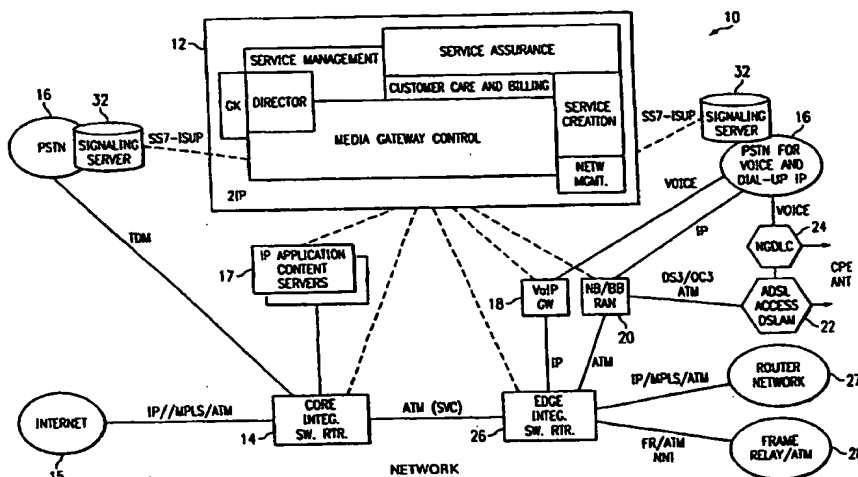 10
12
SERVICE ASSURANCE
SERVICE MANAGEMENT
32
16
GK
DIRECTOR
CUSTOMER CARE AND BILLING
SERVICE CREATION
MEDIA GATEWAY CONTROL
NETW MGMT.
2IP
PSTN
SIGNALING SERVER
SS7-ISUP
SS7-ISUP
32
SIGNALING SERVER
16
PSTN FOR VOICE AND DIAL-UP IP
VOICE
IP
VOICE
24
NGDLC
TDM
17
IP APPLICATION CONTENT SERVERS
18
VoIP GW
NB/BB RAN
20
DS3/OC3 ATM
ADSL ACCESS DSLAM
22
CPE ANT
IP
ATM
INTERNET
15
IP//MPLS/ATM
CORE INTEG. SW. RTR.
14
ATM (SVC)
EDGE INTEG. SW. RTR.
26
IP/MPLS/ATM
ROUTER NETWORK
27
FR/ATM NNI
FRAME RELAY/ATM
28
NETWORK